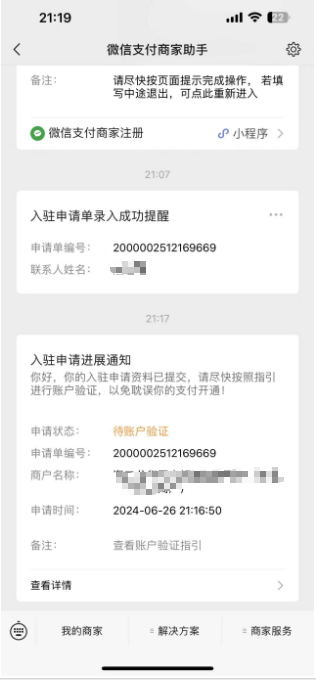 21:19
22
微信支付商家助手
备注： 请尽快按页面提示完成操作，若填
写中途退出，可点此重新进入
微信支付商家注册 小程序
21:07
入驻申请单录入成功提醒
申请单编号： 2000002512169669
联系人姓名：
21:17
入驻申请进展通知
你好，你的入驻申请资料已提交，请尽快按照指引
进行账户验证，以免耽误你的支付开通！
申请状态： 待账户验证
申请单编号： 2000002512169669
商户名称：
申请时间： 2024-06-26 21:16:50
备注： 查看账户验证指引
查看详情
我的商家 解决方案 商家服务